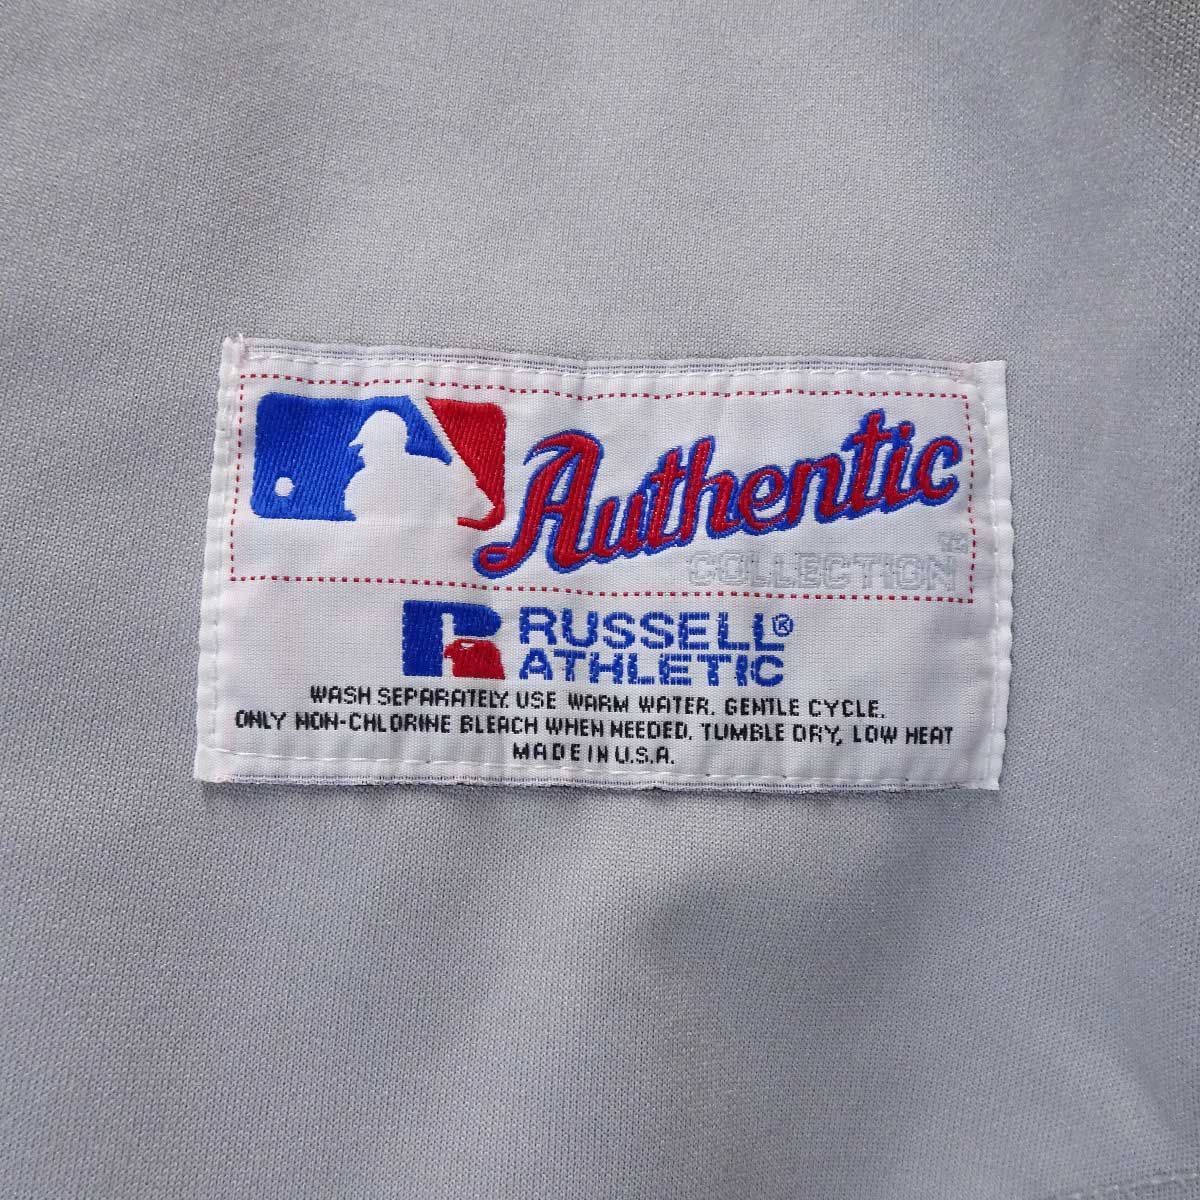 Authentic
COLLECTION™
RUSSELL®
ATHLETIC
WASH SEPARATELY. USE WARM WATER. GENTLE CYCLE.
ONLY NON-CHLORINE BLEACH WHEN NEEDED. TUMBLE DRY, LOW HEAT
MADE IN U.S.A.